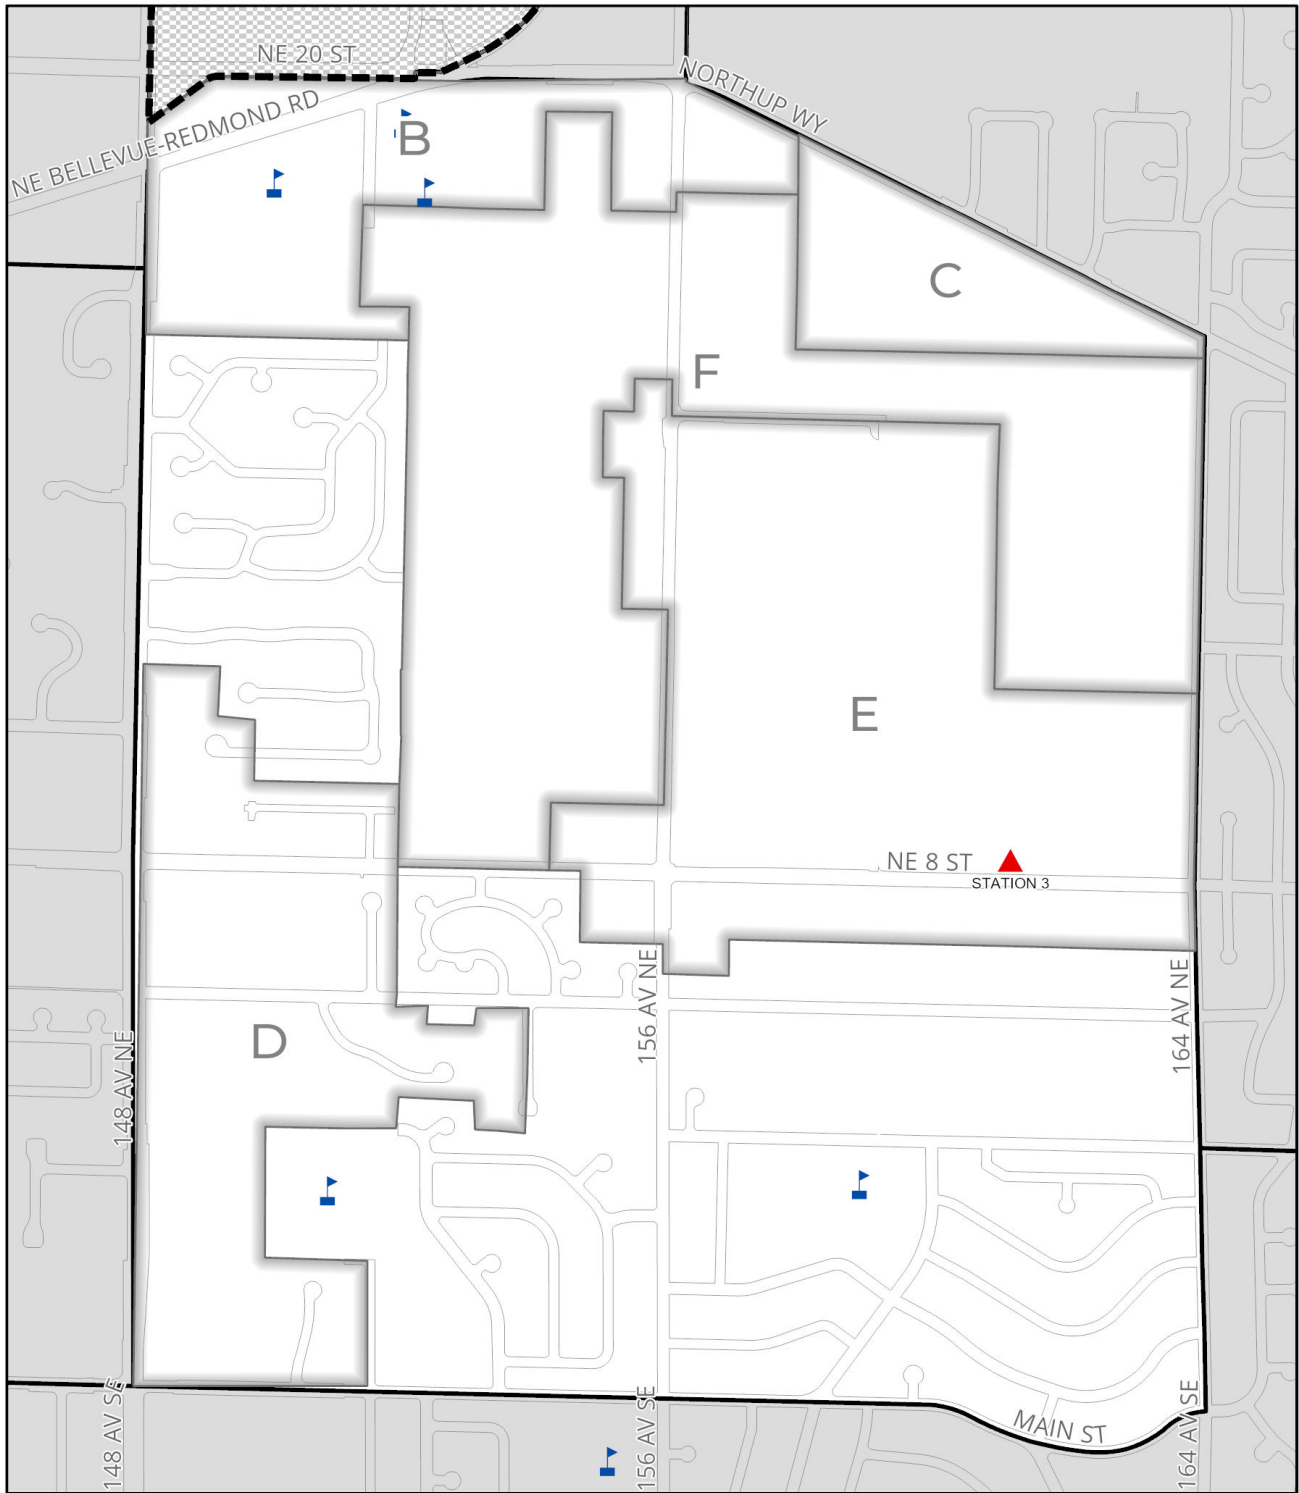 NE 20 ST
NORTHUP WY
NE BELLEVUE-REDMOND RD
B
C
F
E
NE 8 ST
STATION 3
D
148 AV NE
156 AV NE
164 AV NE
148 AV SE
156 AV SE
164 AV SE
MAIN ST